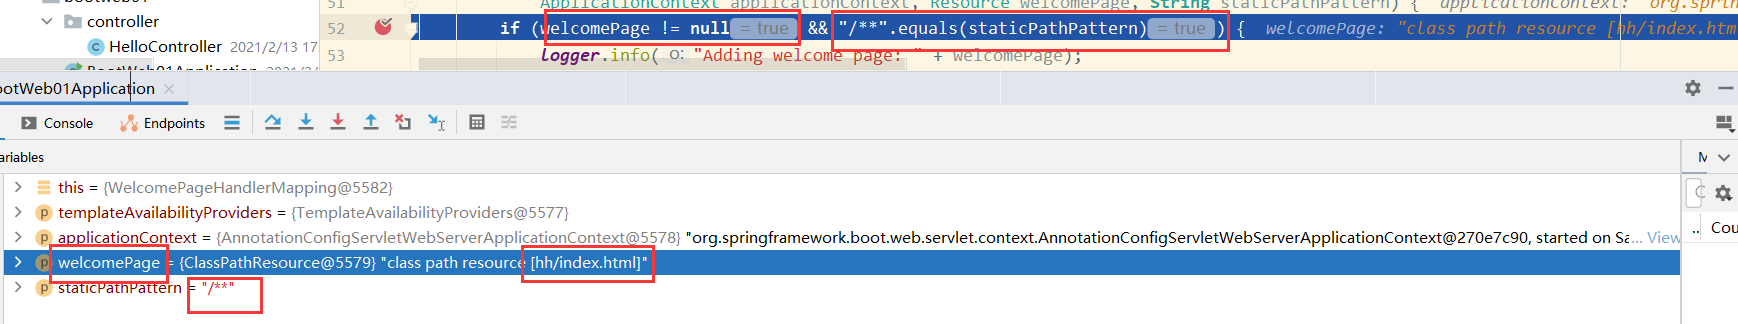 51 ApplicationContext applicationContext, Resource welcomePage, String staticPathPattern) { applicationContext: "org.spring
controller
52 if (welcomePage != null = true && "/**".equals(staticPathPattern) = true ) { welcomePage: "class path resource [hh/index.htm
HelloController 2021/2/13 17:
53 logger.info( o: "Adding welcome page: " + welcomePage);
BootWeb01Application
ootWeb01Application
Console Endpoints
ariables
M
this = {WelcomePageHandlerMapping@5582}
templateAvailabilityProviders = {TemplateAvailabilityProviders@5577}
applicationContext = {AnnotationConfigServletWebServerApplicationContext@5578} "org.springframework.boot.web.servlet.context.AnnotationConfigServletWebServerApplicationContext@270e7c90, started on Sa... View
.. Cou
welcomePage = {ClassPathResource@5579} "class path resource [hh/index.html]"
staticPathPattern = "/**"